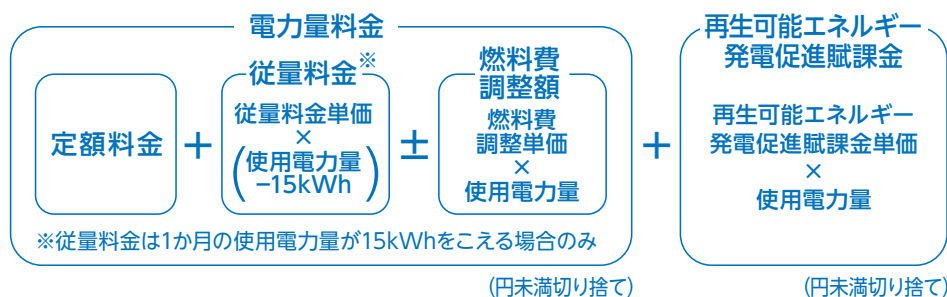 電力量料金
定額料金
+
従量料金※
従量料金単価
×
(使用電力量
−15kWh)
±
燃料費
調整額
燃料費
調整単価
×
使用電力量
※従量料金は1か月の使用電力量が15kWhをこえる場合のみ
(円未満切り捨て)
+
再生可能エネルギー
発電促進賦課金
再生可能エネルギー
発電促進賦課金単価
×
使用電力量
(円未満切り捨て)